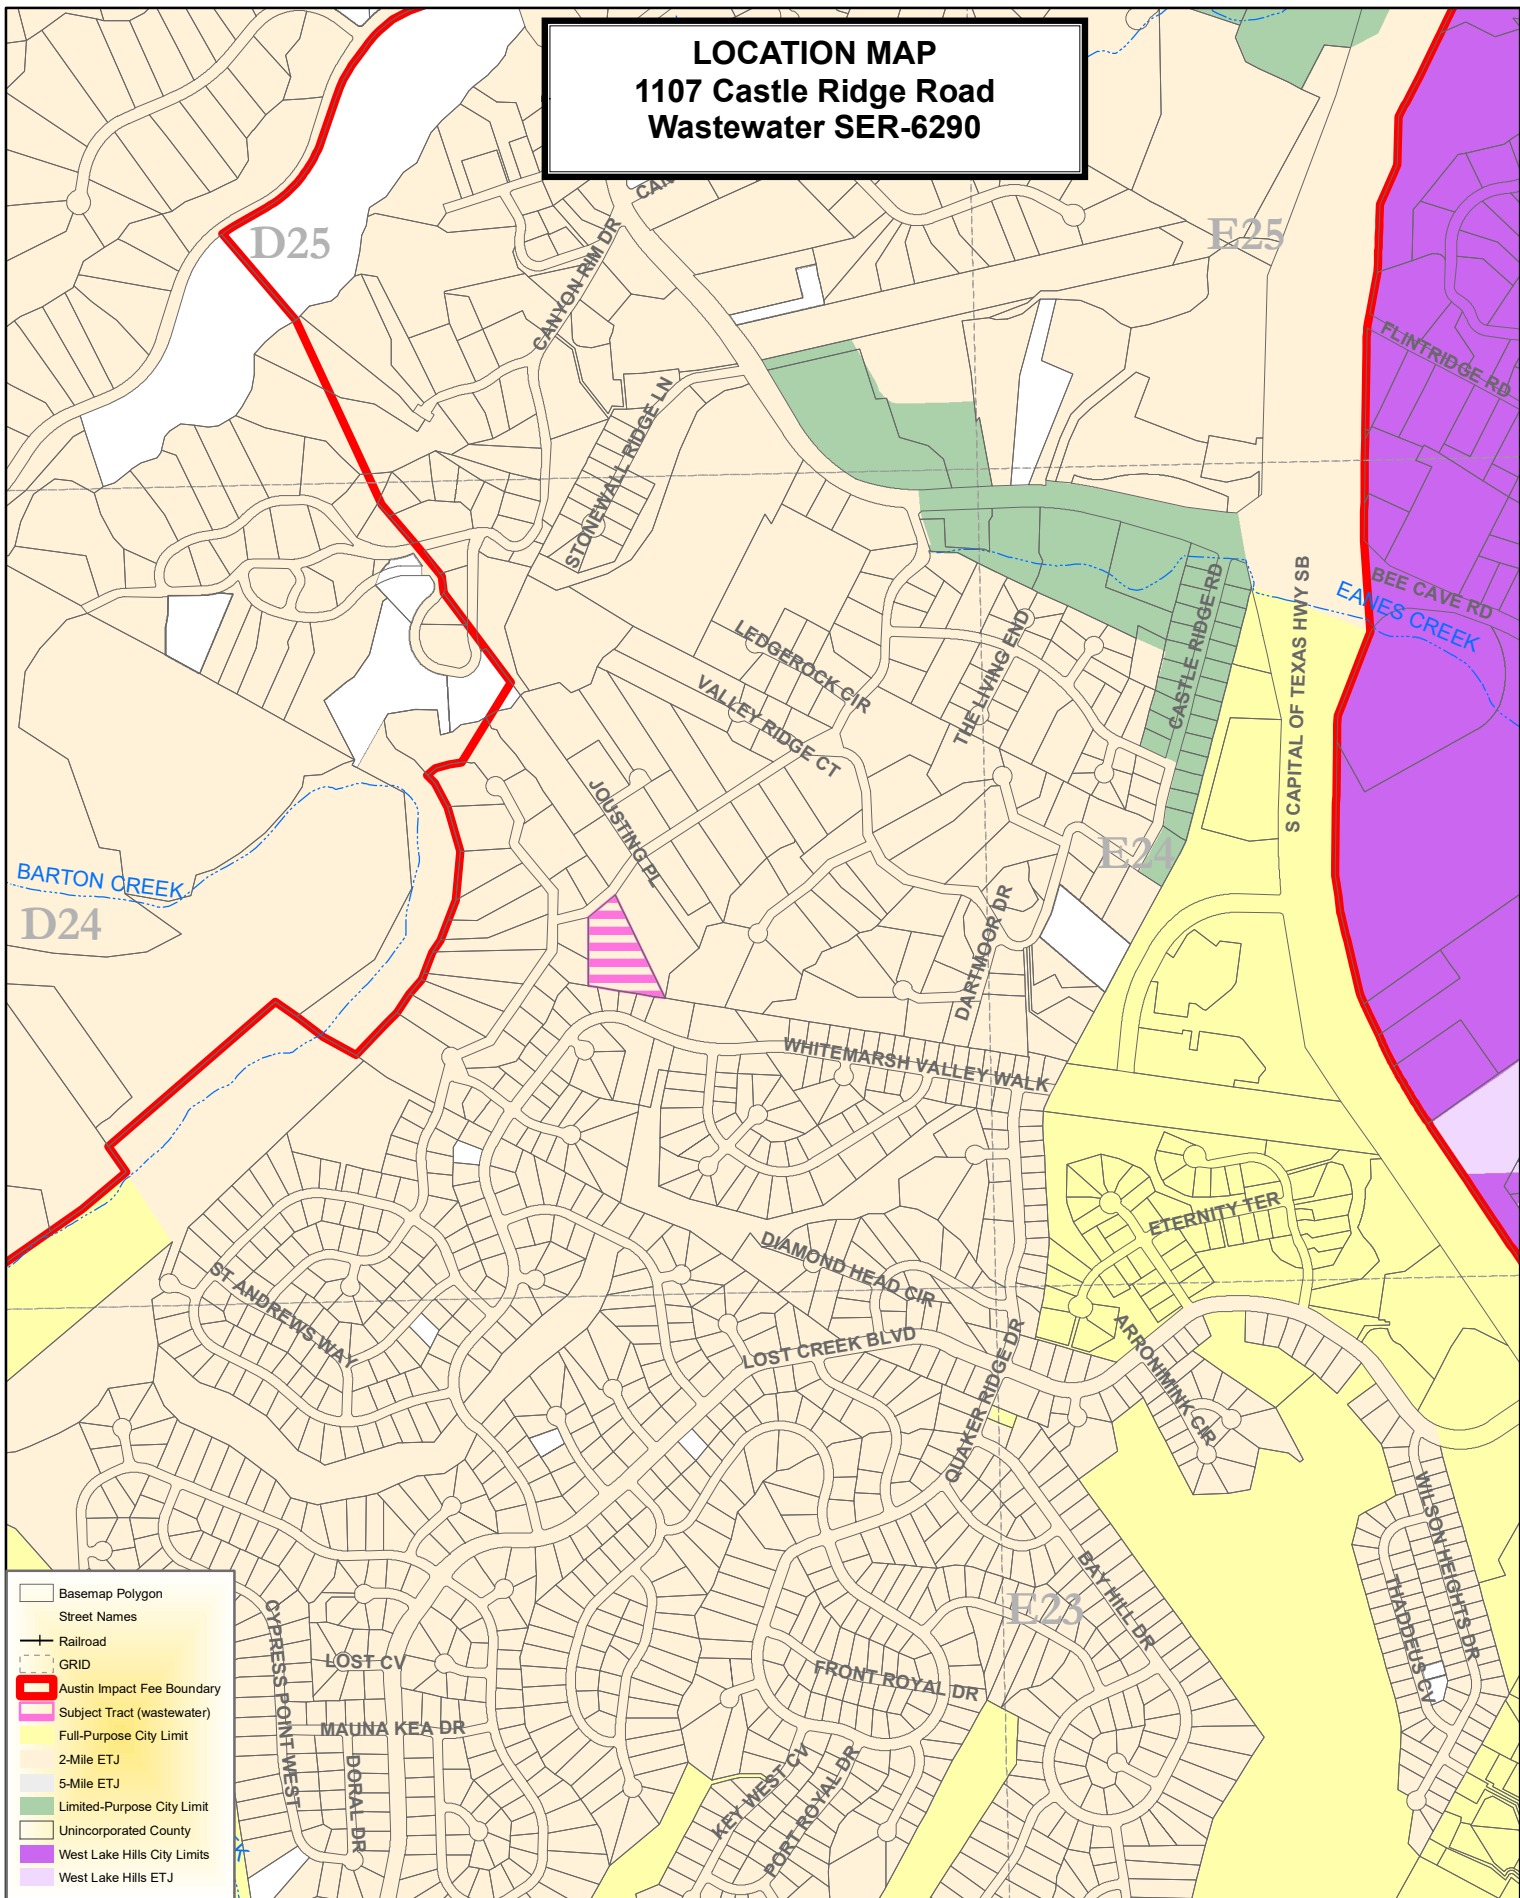 LOCATION MAP
1107 Castle Ridge Road
Wastewater SER-6290
D25
E25
CANYON RIM DR
FLINTRIDGE RD
STONEWALL RIDGE LN
BEE CAVE RD
EANES CREEK
S CAPITAL OF TEXAS HWY SB
CASTLE RIDGE RD
LEDGEROCK CIR
THE LIVING END
VALLEY RIDGE CT
JOUSTING PL
E24
BARTON CREEK
D24
DARTMOOR DR
WHITEMARSH VALLEY WALK
ETERNITY TER
DIAMOND HEAD CIR
ST ANDREWS WAY
LOST CREEK BLVD
QUAKER RIDGE DR
ARRONIMINK CIR
WILSON HEIGHTS DR
THADDEUS CV
BAY HILL DR
E23
CYPRESS POINT WEST
LOST CV
FRONT ROYAL DR
MAUNA KEA DR
DORAL DR
KEY WEST CV
PORT ROYAL DR
Basemap Polygon
Street Names
Railroad
GRID
Austin Impact Fee Boundary
Subject Tract (wastewater)
Full-Purpose City Limit
2-Mile ETJ
5-Mile ETJ
Limited-Purpose City Limit
Unincorporated County
West Lake Hills City Limits
West Lake Hills ETJ